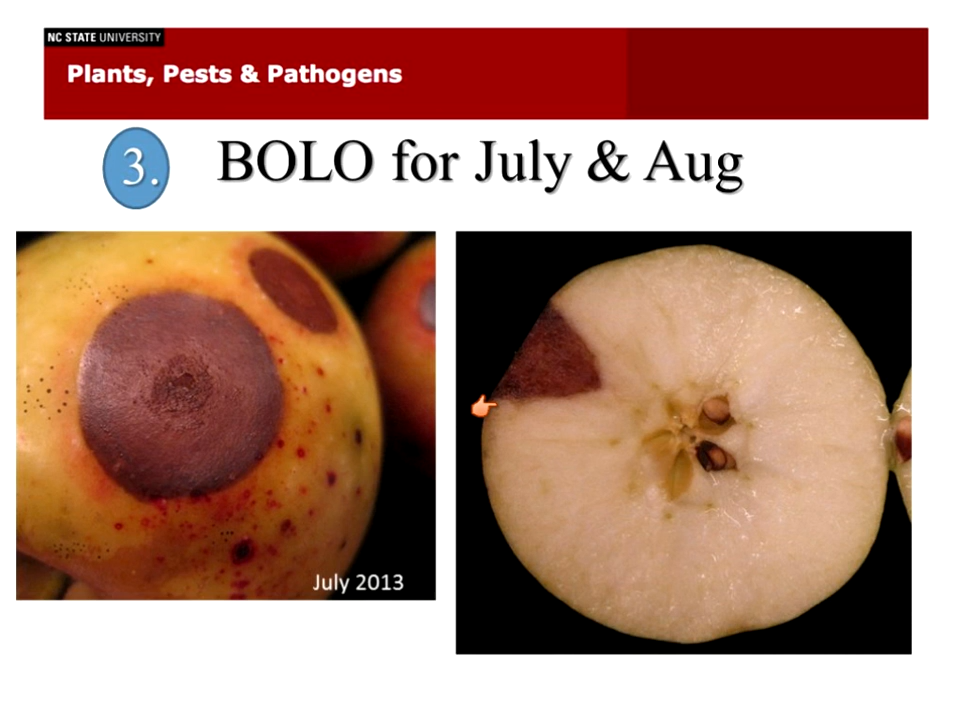 NC STATE UNIVERSITY
Plants, Pests & Pathogens
3.
BOLO for July & Aug
July 2013